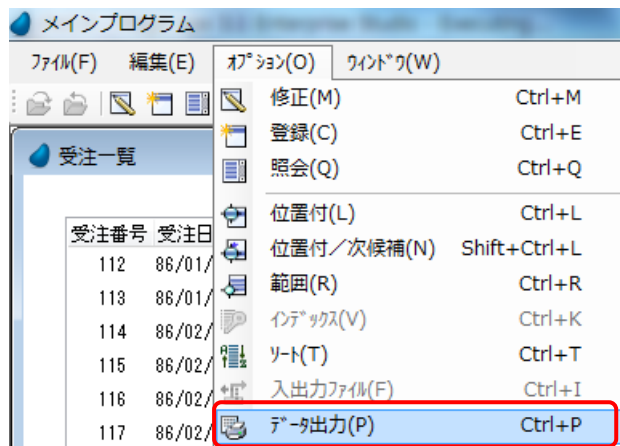 メインプログラム
ﾌｧｲﾙ(F) 編集(E) ｵﾌﾟｼｮﾝ(O) ｳｨﾝﾄﾞｳ(W)
修正(M) Ctrl+M
登録(C) Ctrl+E
照会(Q) Ctrl+Q
位置付(L) Ctrl+L
位置付／次候補(N) Shift+Ctrl+L
範囲(R) Ctrl+R
ｲﾝﾃﾞｯｸｽ(V) Ctrl+K
ｿｰﾄ(T) Ctrl+T
入出力ﾌｧｲﾙ(F) Ctrl+I
ﾃﾞｰﾀ出力(P) Ctrl+P
受注一覧
受注番号 受注日
112 86/01/
113 86/01/
114 86/02/
115 86/02/
116 86/02/
117 86/02/